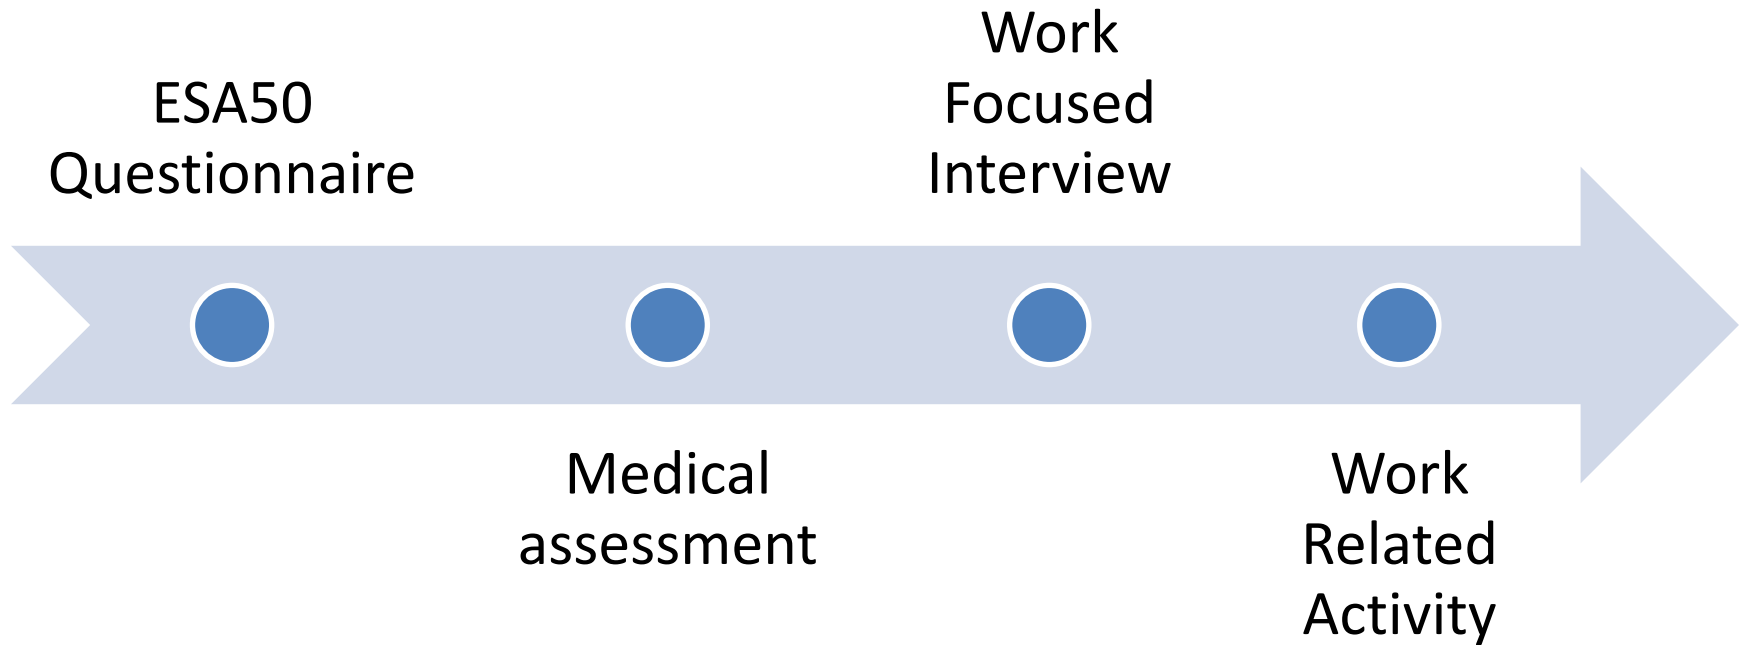 ESA50
Questionnaire
Medical
assessment
Work
Focused
Interview
Work
Related
Activity